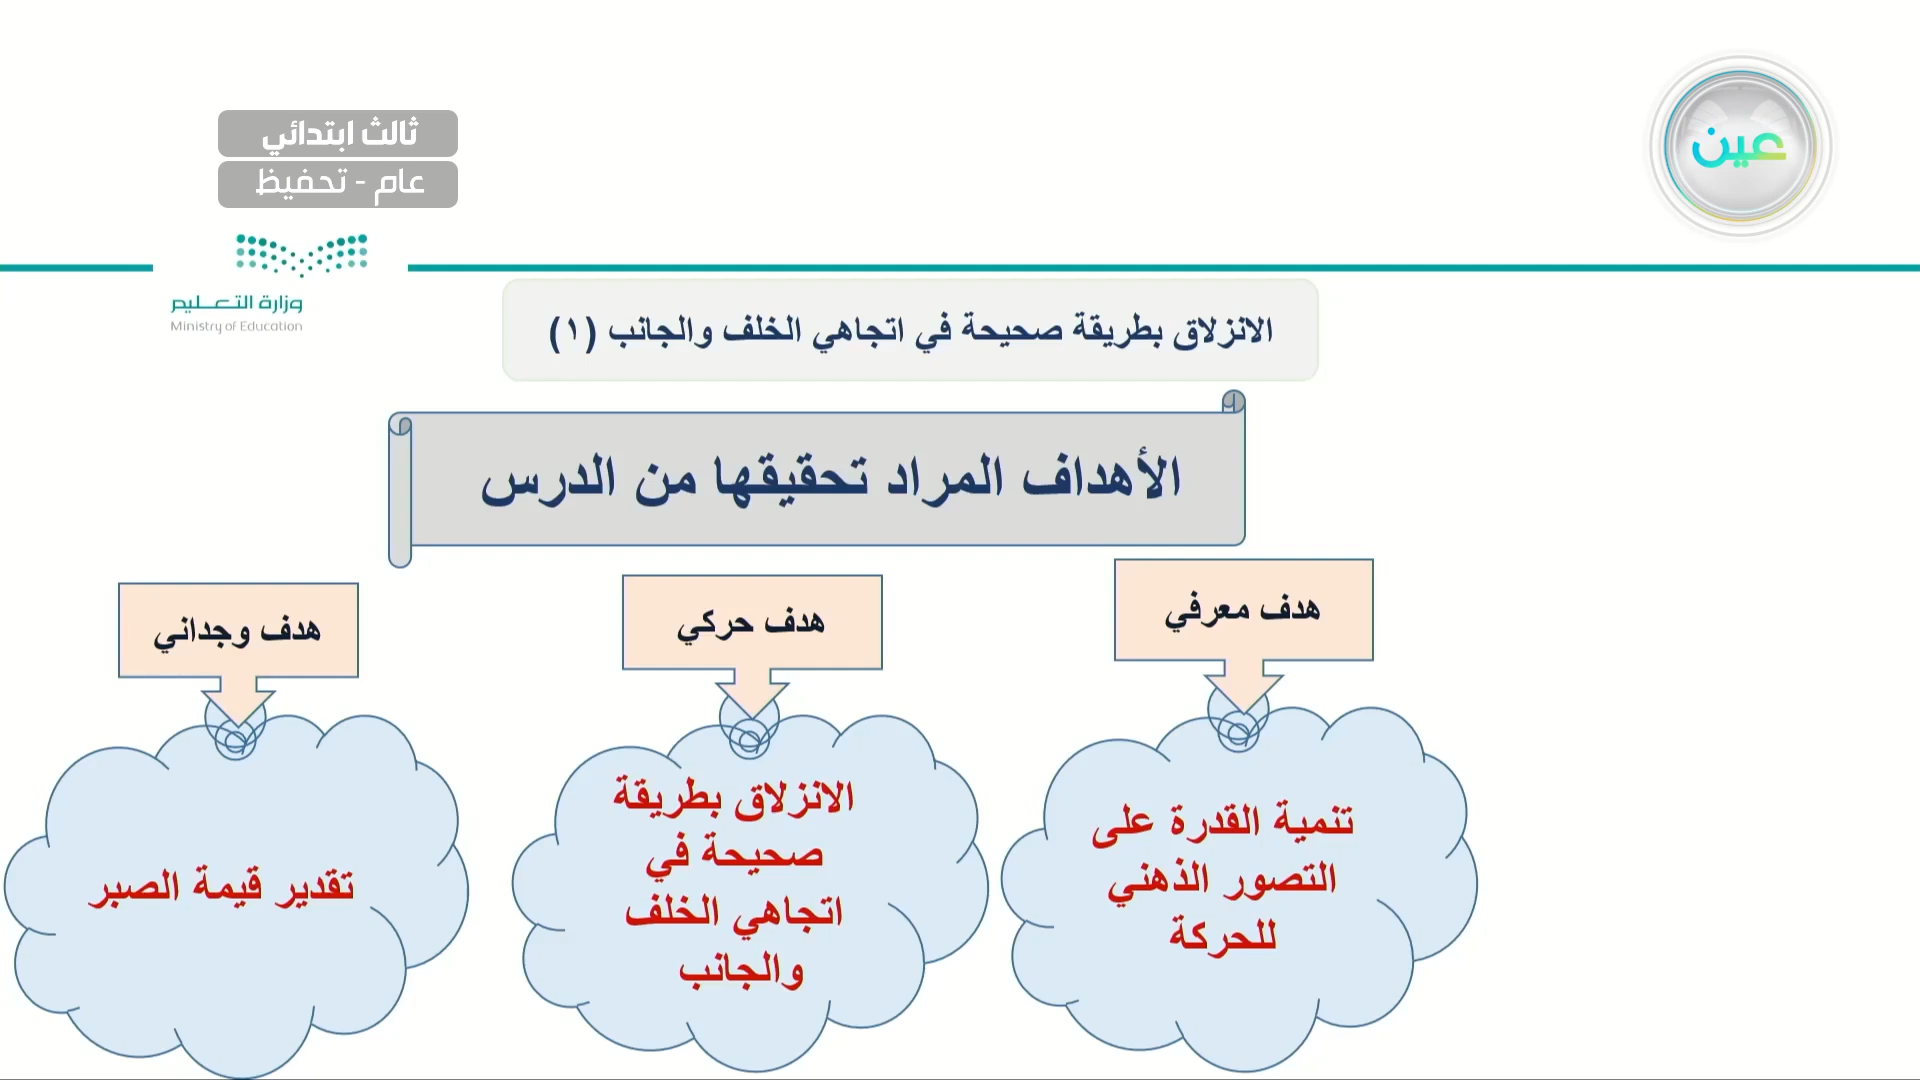 ثالث ابتدائي
عام - تحفيظ
عين
وزارة التعليم
Ministry of Education
الانزلاق بطريقة صحيحة في اتجاهي الخلف والجانب (١)
الأهداف المراد تحقيقها من الدرس
هدف معرفي
تنمية القدرة على
التصور الذهني
للحركة
هدف حركي
الانزلاق بطريقة
صحيحة في
اتجاهي الخلف
والجانب
هدف وجداني
تقدير قيمة الصبر